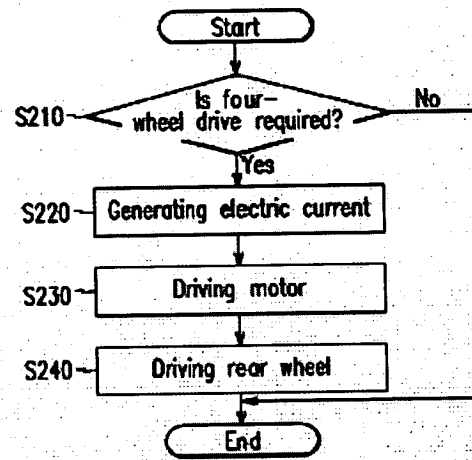 Start
Is four-
wheel drive required?
No
S210
Yes
S220
Generating electric current
S230
Driving motor
S240
Driving rear wheel
End